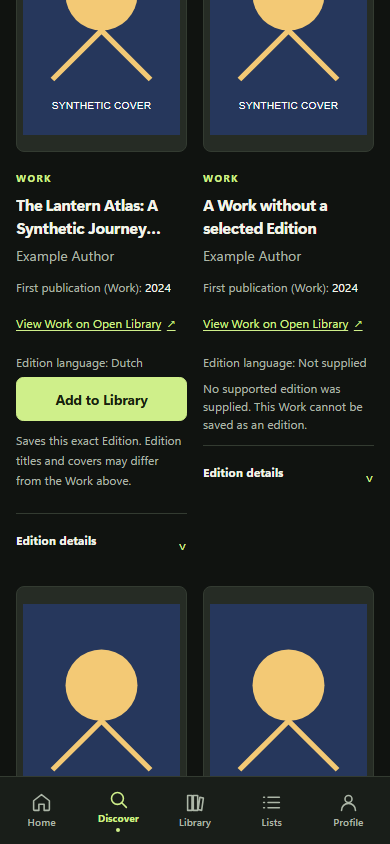 SYNTHETIC COVER
SYNTHETIC COVER
WORK
The Lantern Atlas: A
Synthetic Journey...
Example Author
First publication (Work): 2024
View Work on Open Library ↗
Edition language: Dutch
Add to Library
Saves this exact Edition. Edition
titles and covers may differ
from the Work above.
Edition details
v
WORK
A Work without a
selected Edition
Example Author
First publication (Work): 2024
View Work on Open Library ↗
Edition language: Not supplied
No supported edition was
supplied. This Work cannot be
saved as an edition.
Edition details
v
Home
Discover
Library
Lists
Profile